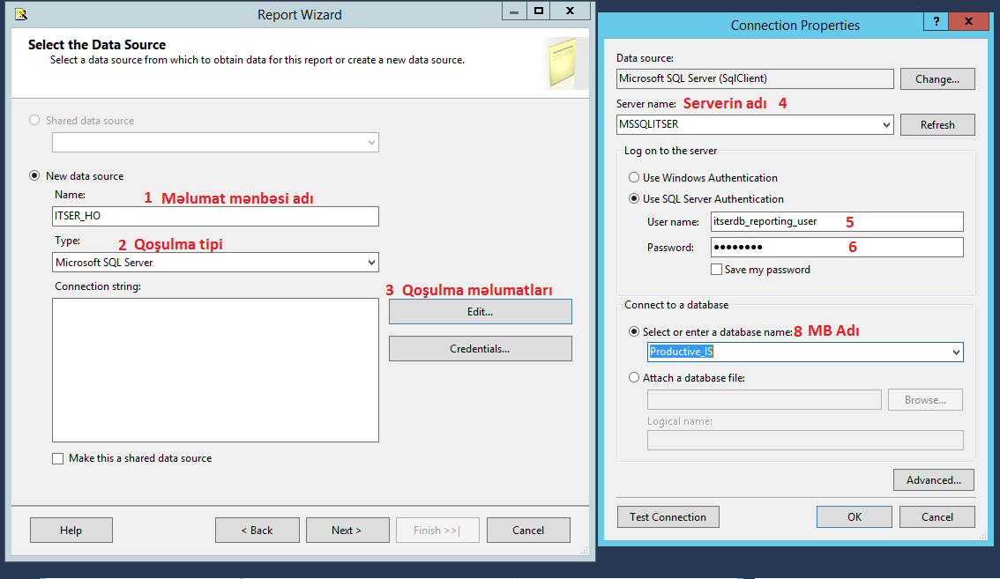 Report Wizard
Select the Data Source
Select a data source from which to obtain data for this report or create a new data source.
Shared data source
New data source
Name:
1 Məlumat mənbəsi adı
ITSER_HO
Type:
2 Qoşulma tipi
Microsoft SQL Server
Connection string:
3 Qoşulma məlumatları
Edit...
Credentials...
Make this a shared data source
Help
< Back
Next >
Finish >>|
Cancel
Connection Properties
?
Data source:
Microsoft SQL Server (SqlClient)
Change...
Server name:
Serverin adı 4
MSSQLITSER
Refresh
Log on to the server
Use Windows Authentication
Use SQL Server Authentication
User name:
itserdb_reporting_user
5
Password:
●●●●●●●●
6
Save my password
Connect to a database
Select or enter a database name:
8 MB Adı
Productive_IS
Attach a database file:
Browse...
Logical name:
Advanced...
Test Connection
OK
Cancel